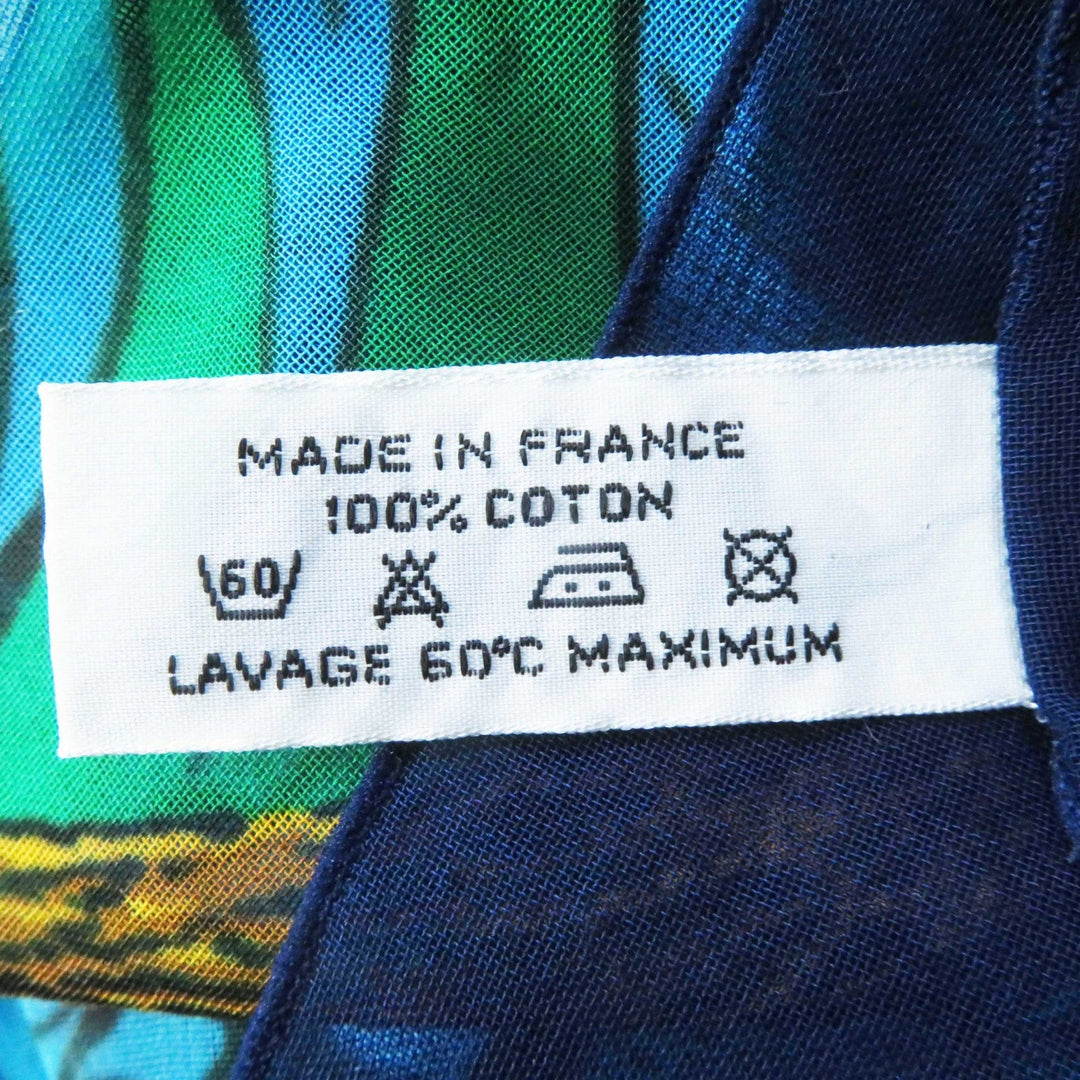 MADE IN FRANCE
100% COTON
60
LAVAGE 60°C MAXIMUM